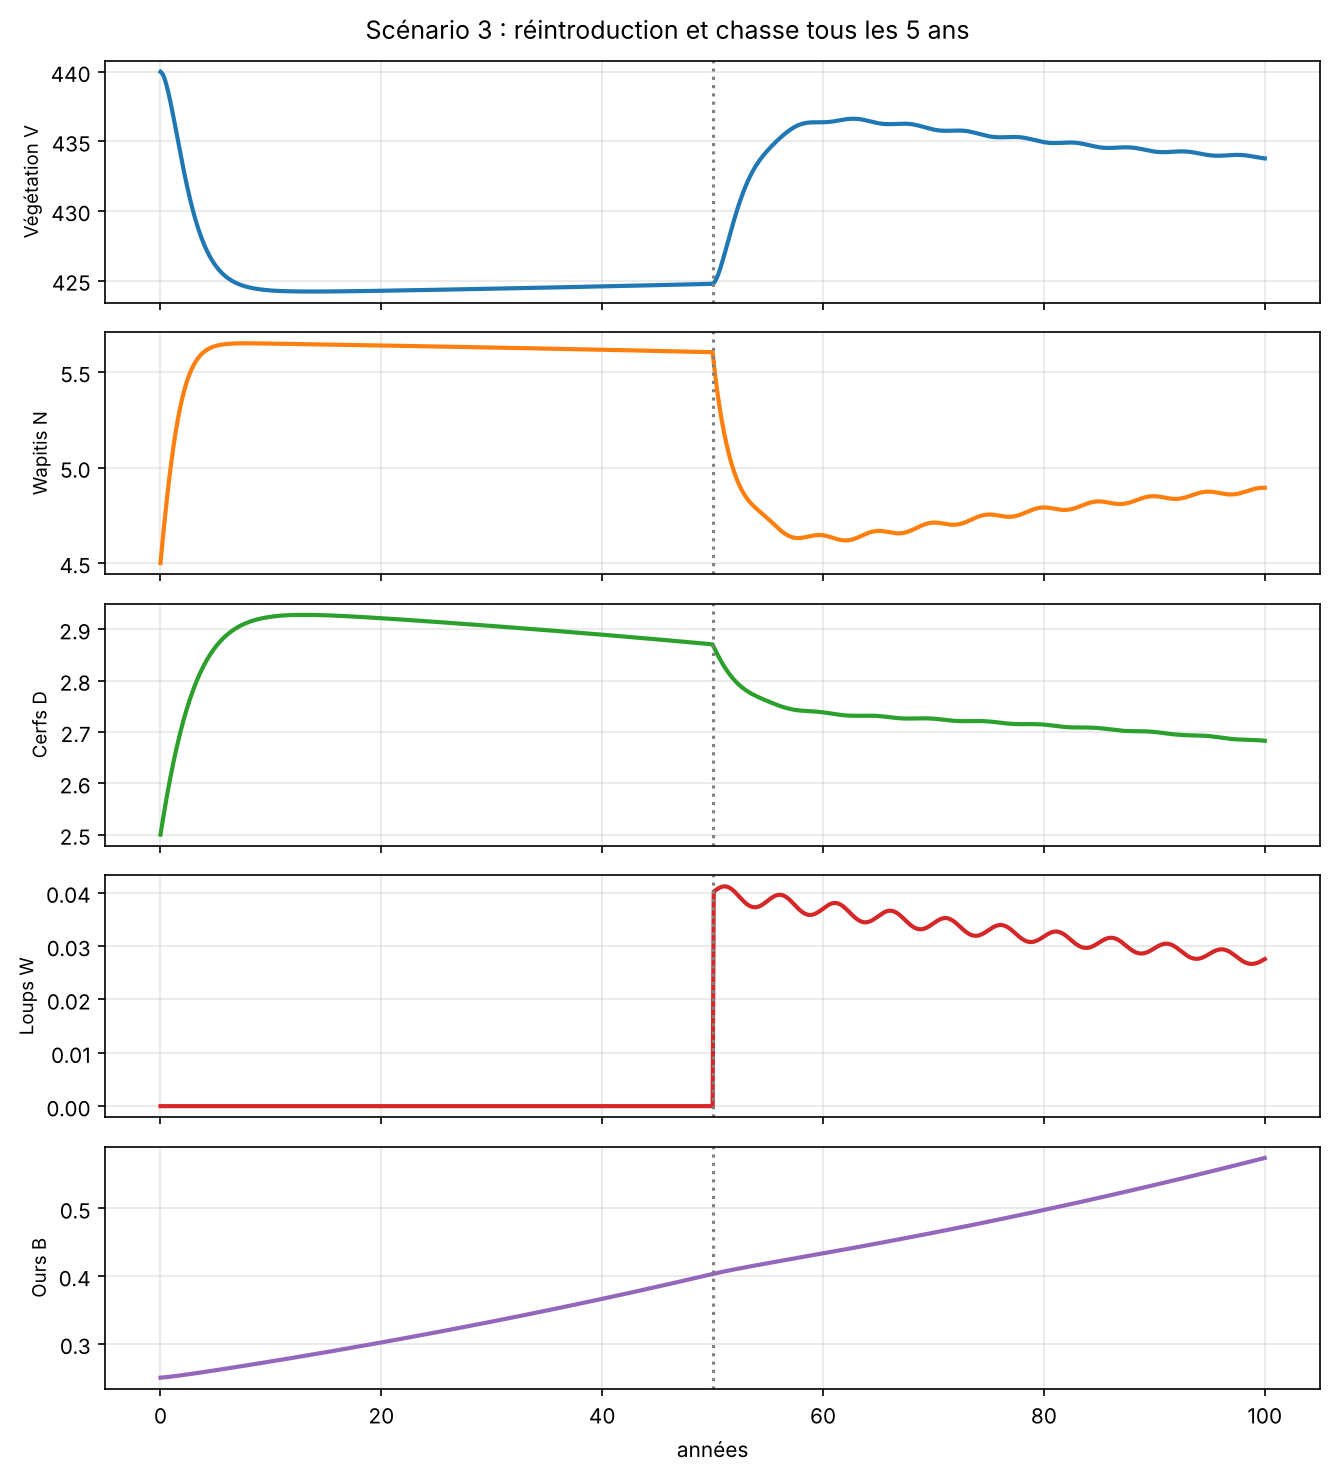 Scénario 3 : réintroduction et chasse tous les 5 ans
440
435
430
425
Végétation V
5.5
5.0
4.5
Wapitis N
2.9
2.8
2.7
2.6
2.5
Cerfs D
0.04
0.03
0.02
0.01
0.00
Loups W
0.5
0.4
0.3
Ours B
0 20 40 60 80 100
années